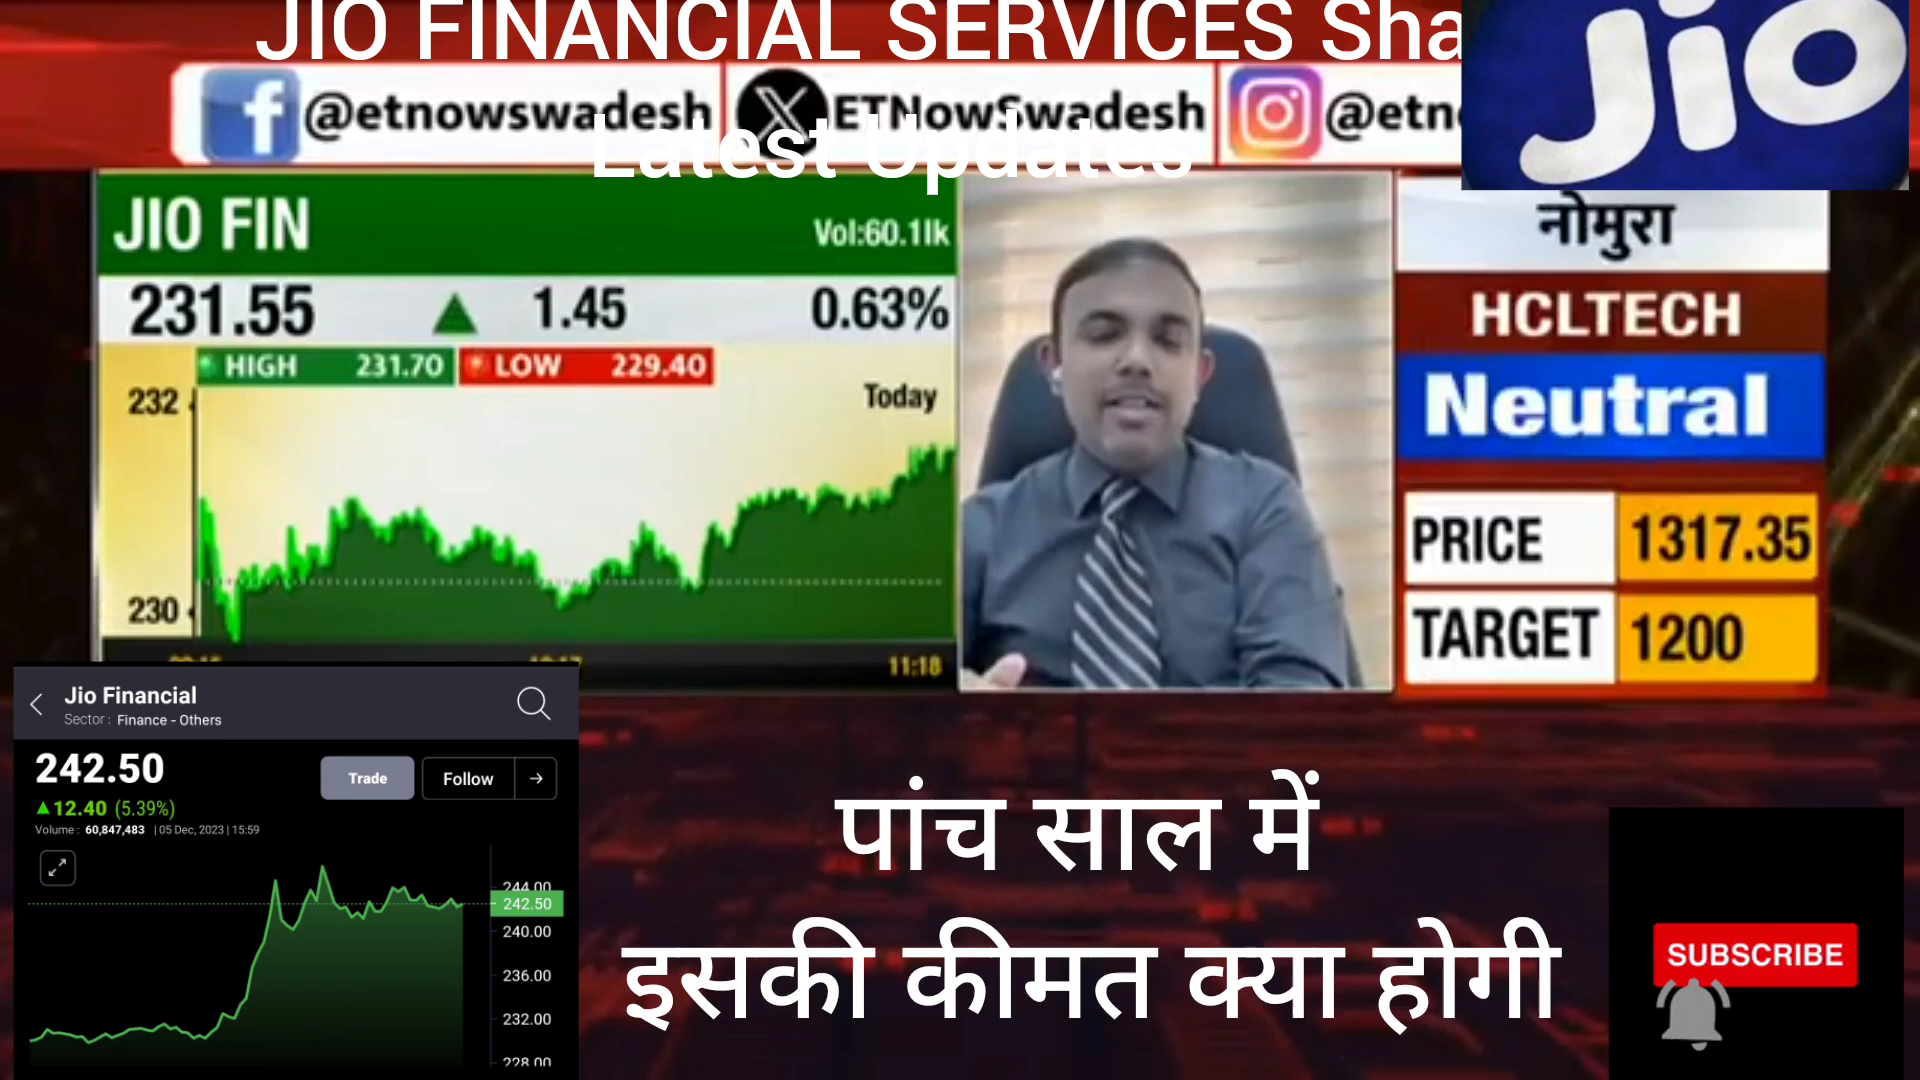 JIO FINANCIAL SERVICES Sha
Jio
@etnowswadesh
ETNowSwadesh
@etn
Latest Updates
JIO FIN
Vol:60.1lk
231.55 ▲ 1.45 0.63%
HIGH 231.70 LOW 229.40
Today
232
230
11:18
नोमुरा
HCLTECH
Neutral
PRICE 1317.35
TARGET 1200
Jio Financial
Sector : Finance - Others
242.50
Trade
Follow →
▲12.40 (5.39%)
Volume : 60,847,483 | 05 Dec, 2023 | 15:59
244.00
242.50
240.00
236.00
232.00
228.00
पांच साल में
इसकी कीमत क्या होगी
SUBSCRIBE